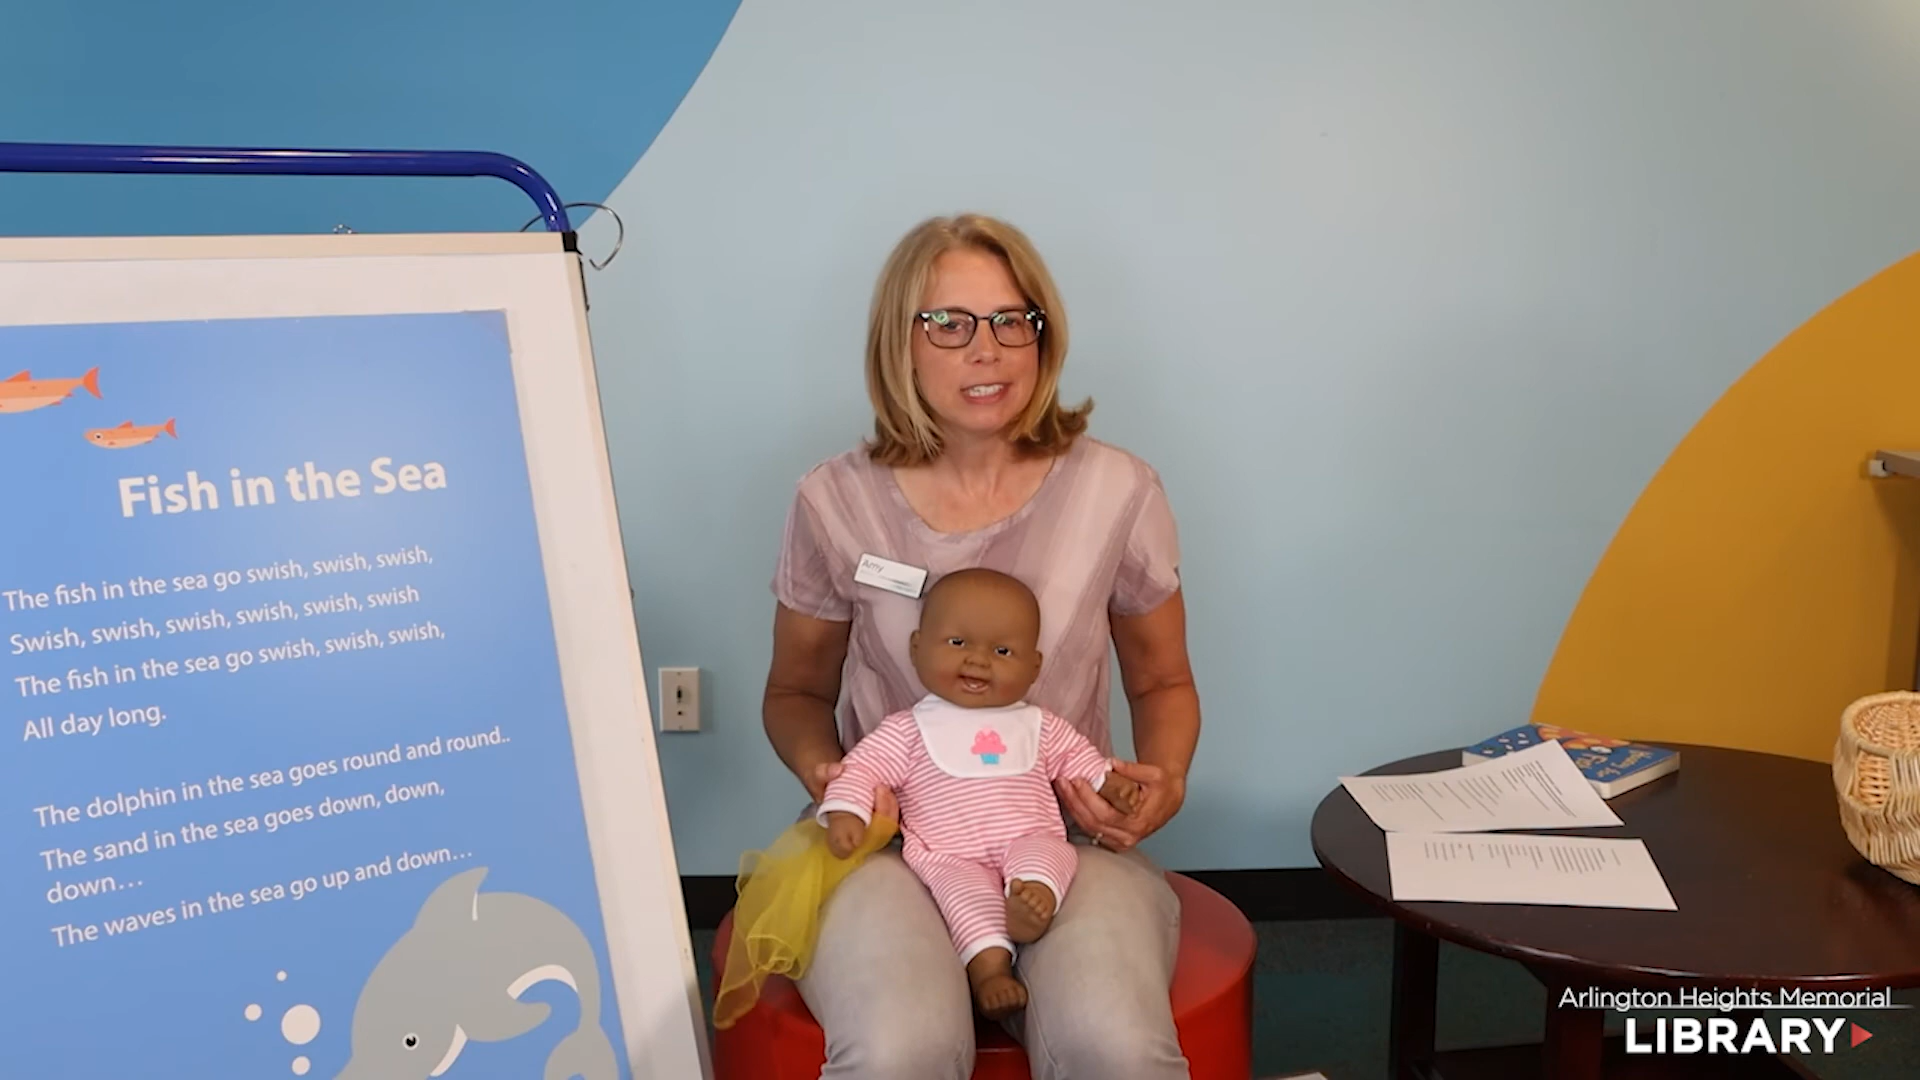 Fish in the Sea
The fish in the sea go swish, swish, swish,
Swish, swish, swish, swish, swish, swish
The fish in the sea go swish, swish, swish,
All day long.
The dolphin in the sea goes round and round..
The sand in the sea goes down, down,
down...
The waves in the sea go up and down...
Amy
Arlington Heights Memorial
LIBRARY